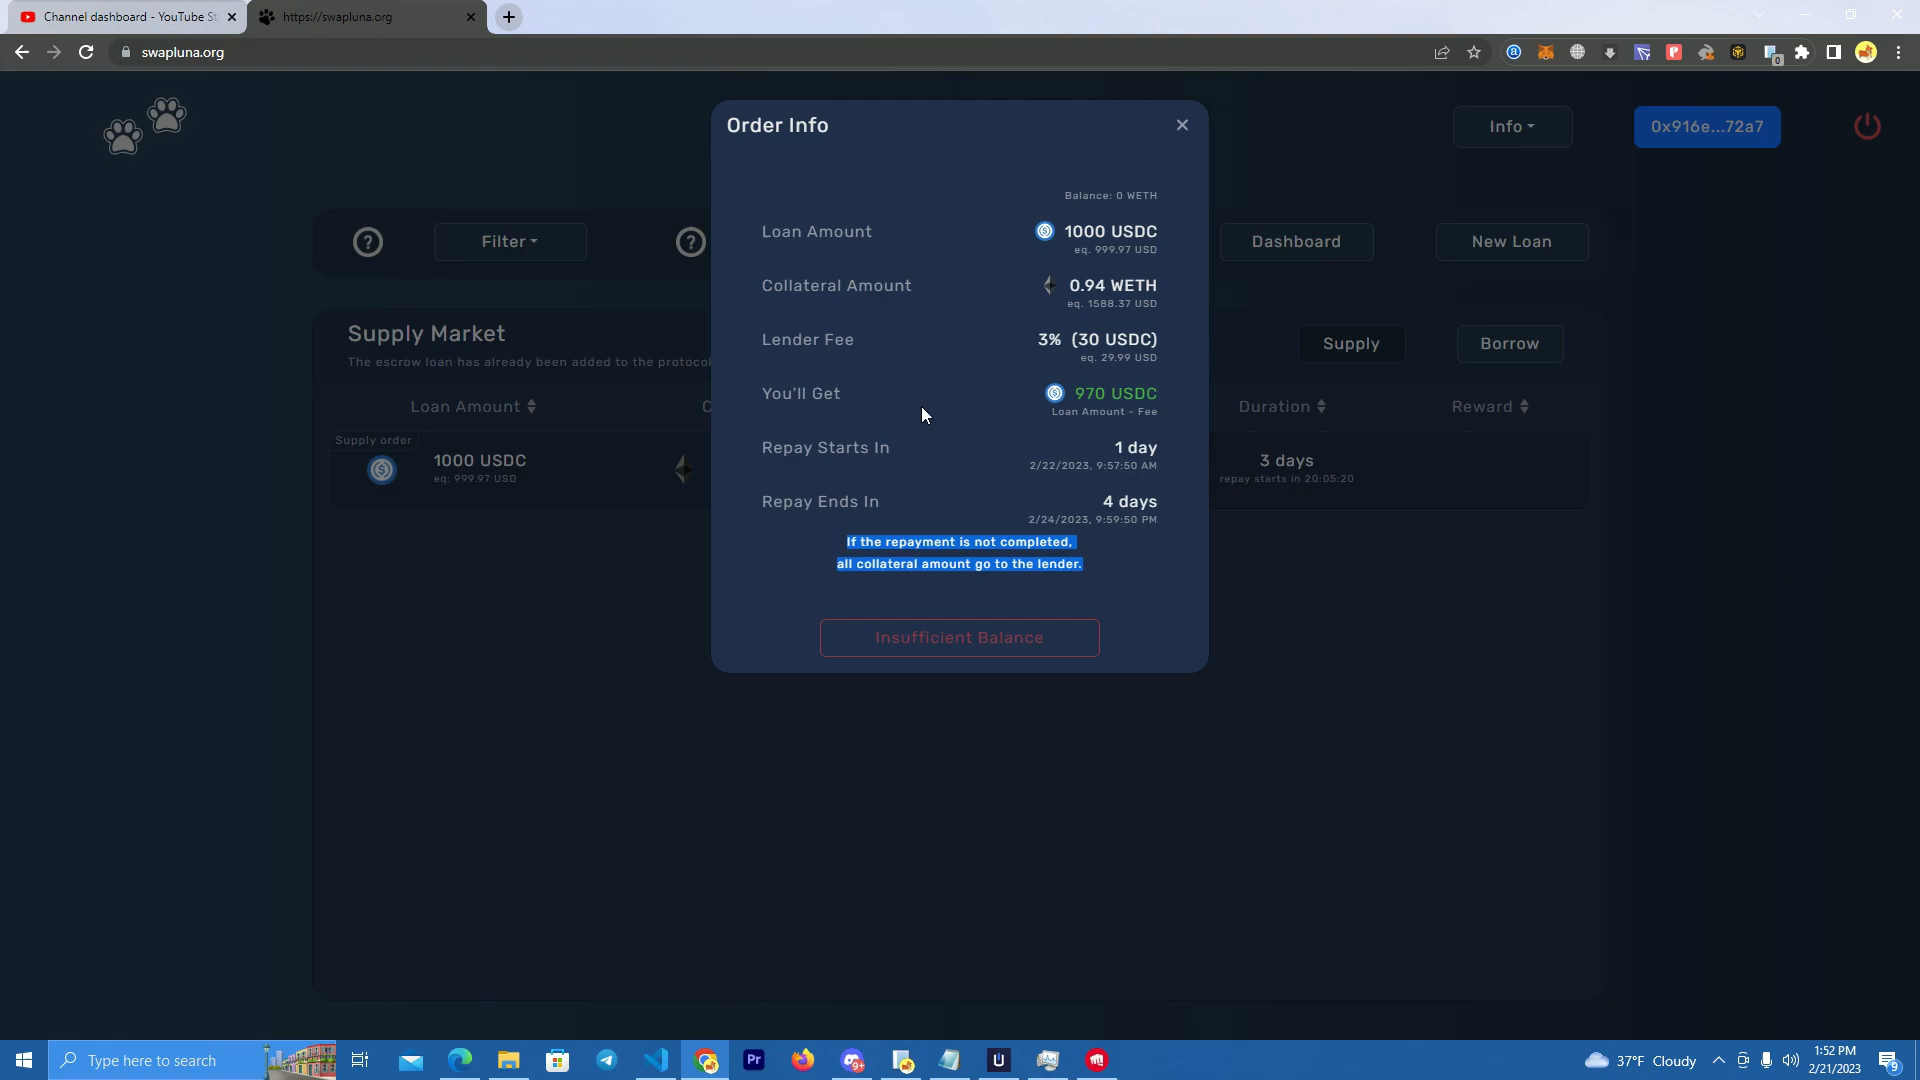 Channel dashboard - YouTube St
https://swapluna.org
swapluna.org
0
Order Info
Info
0x916e...72a7
Balance: 0 WETH
Loan Amount
1000 USDC
eq. 999.97 USD
Filter
Dashboard
New Loan
Collateral Amount
0.94 WETH
eq. 1588.37 USD
Supply Market
The escrow loan has already been added to the protocol
Lender Fee
3% (30 USDC)
eq. 29.99 USD
Supply
Borrow
You'll Get
970 USDC
Loan Amount - Fee
Loan Amount
C
Duration
Reward
Supply order
1000 USDC
eq: 999.97 USD
Repay Starts In
1 day
2/22/2023, 9:57:50 AM
3 days
repay starts in 20:05:20
Repay Ends In
4 days
2/24/2023, 9:59:50 PM
If the repayment is not completed,
all collateral amount go to the lender.
Insufficient Balance
Type here to search
Pr
9+
U
37°F Cloudy
1:52 PM
2/21/2023
9